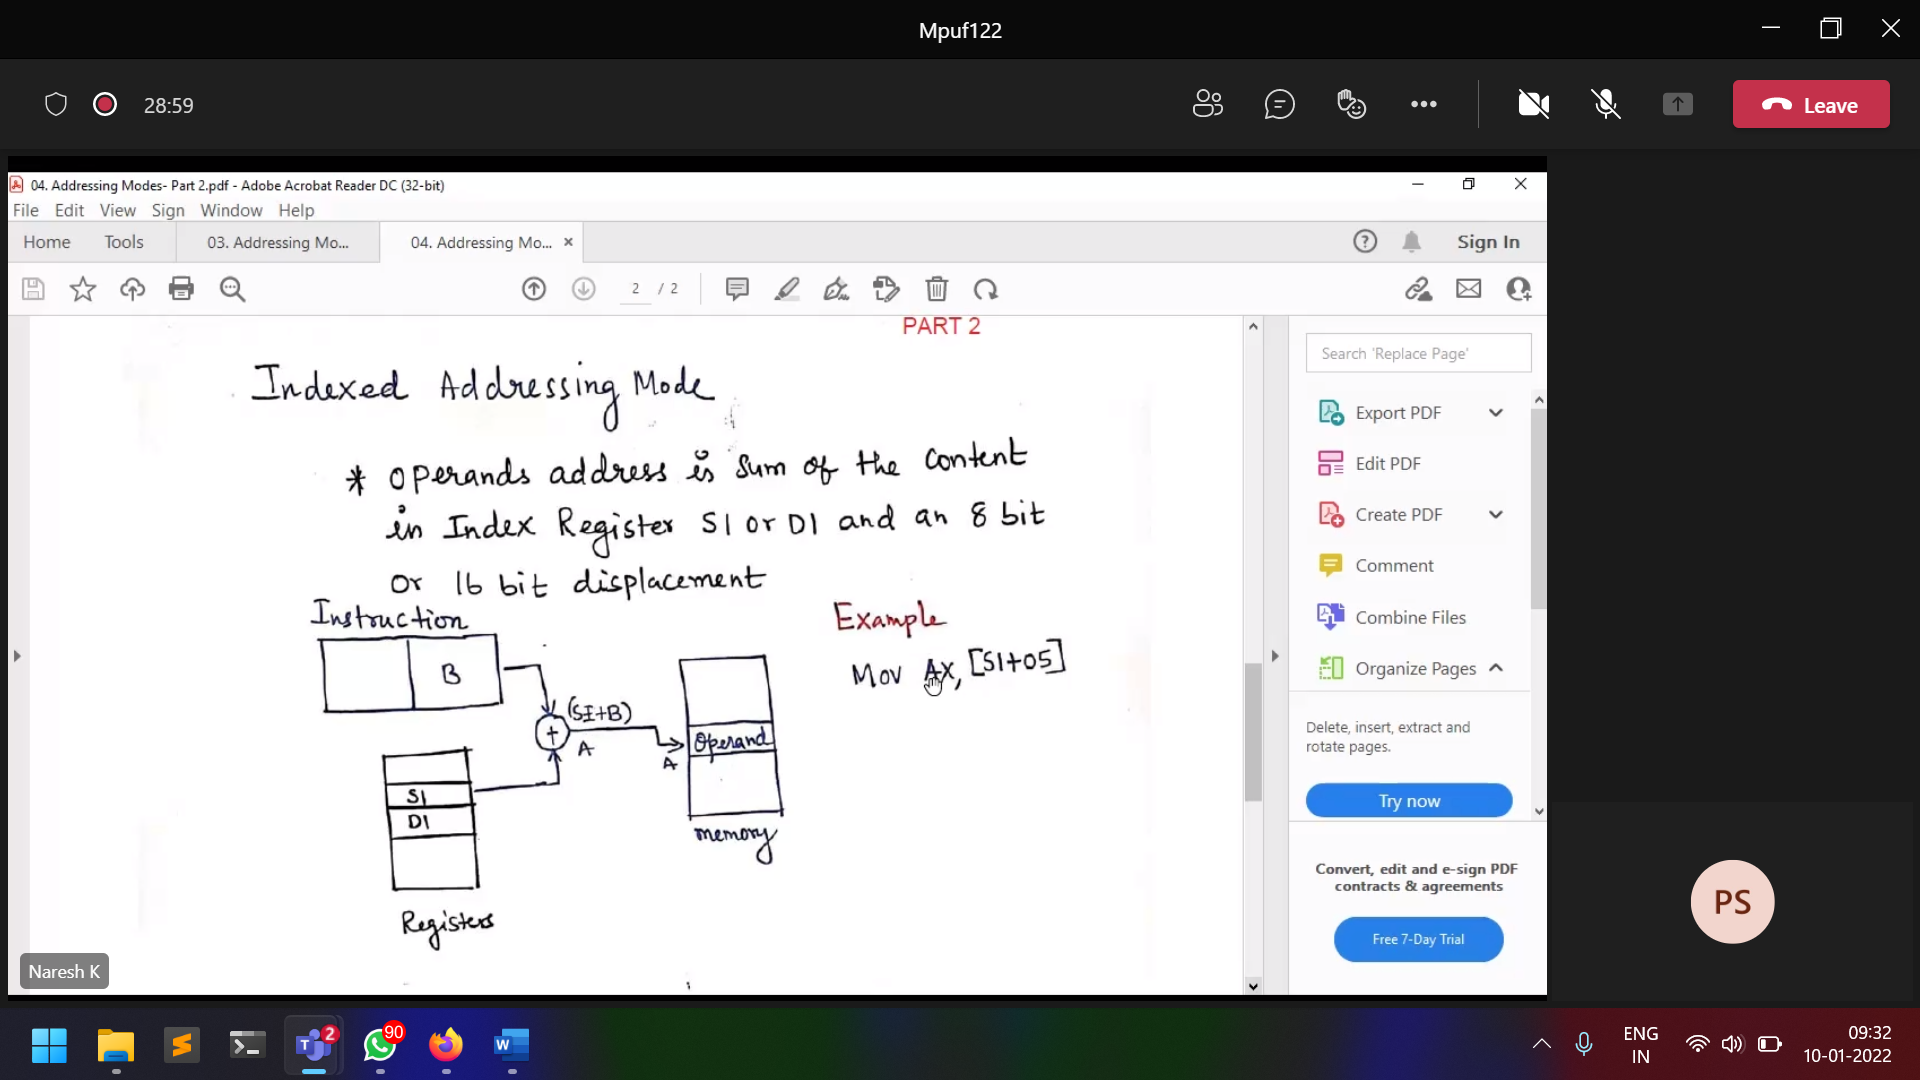 Mpuf122
28:59
Leave
04. Addressing Modes- Part 2.pdf - Adobe Acrobat Reader DC (32-bit)
File Edit View Sign Window Help
Home Tools 03. Addressing Mo... 04. Addressing Mo... × Sign In
2 / 2
PART 2
Indexed Addressing Mode
* Operands address is sum of the content
in Index Register SI or DI and an 8 bit
or 16 bit displacement
Instruction
B
(SI+B)
+
A
A
Operand
memory
SI
DI
Registers
Example
Mov AX, [SI+05]
Search 'Replace Page'
Export PDF
Edit PDF
Create PDF
Comment
Combine Files
Organize Pages
Delete, insert, extract and
rotate pages.
Try now
Convert, edit and e-sign PDF
contracts & agreements
Free 7-Day Trial
PS
Naresh K
2
90
ENG
IN
09:32
10-01-2022